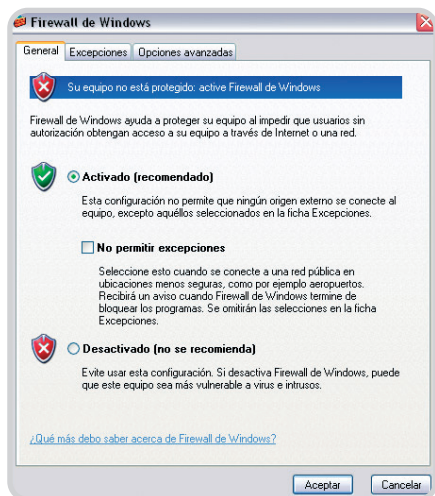 Firewall de Windows
General Excepciones Opciones avanzadas
Su equipo no está protegido: active Firewall de Windows
Firewall de Windows ayuda a proteger su equipo al impedir que usuarios sin
autorización obtengan acceso a su equipo a través de Internet o una red.
Activado (recomendado)
Esta configuración no permite que ningún origen externo se conecte al
equipo, excepto aquéllos seleccionados en la ficha Excepciones.
No permitir excepciones
Seleccione esto cuando se conecte a una red pública en
ubicaciones menos seguras, como por ejemplo aeropuertos.
Recibirá un aviso cuando Firewall de Windows termine de
bloquear los programas. Se omitirán las selecciones en la ficha
Excepciones.
Desactivado (no se recomienda)
Evite usar esta configuración. Si desactiva Firewall de Windows, puede
que este equipo sea más vulnerable a virus e intrusos.
¿Qué más debo saber acerca de Firewall de Windows?
Aceptar Cancelar